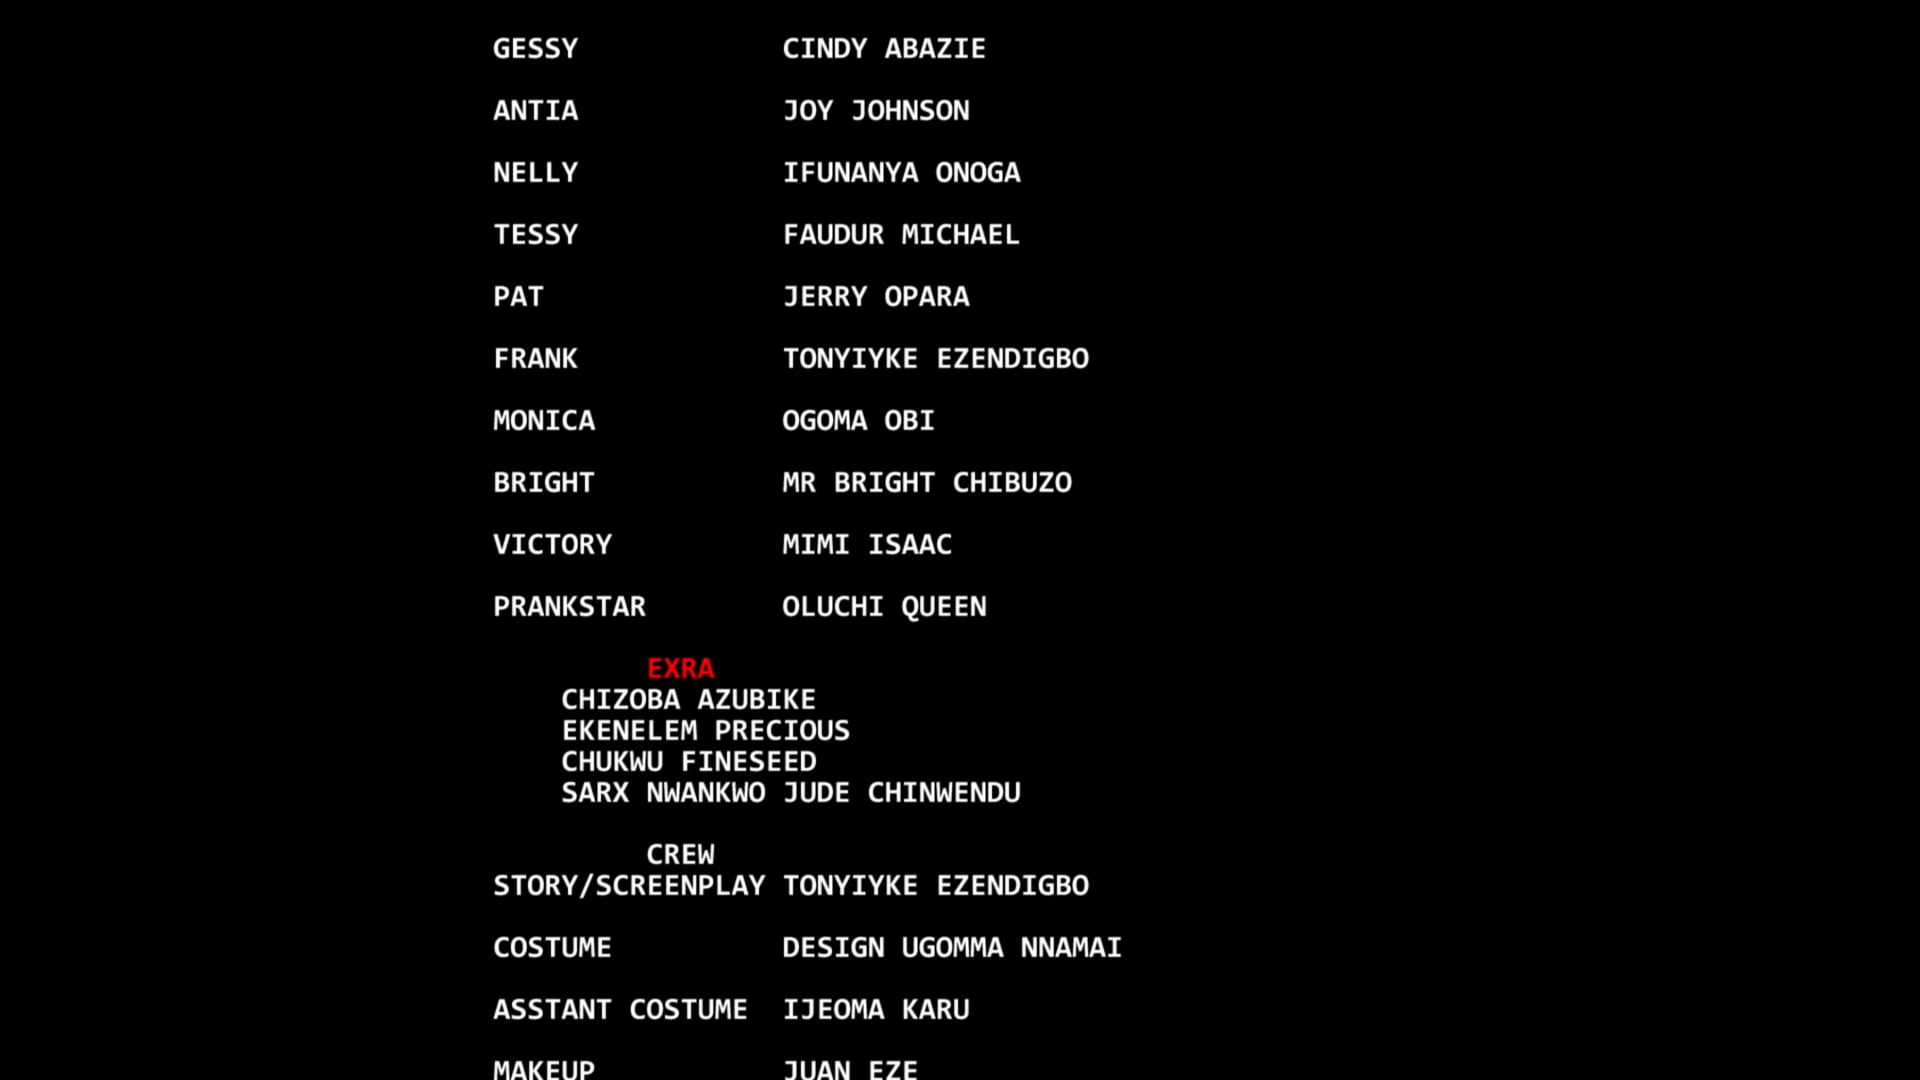 GESSY CINDY ABAZIE
ANTIA JOY JOHNSON
NELLY IFUNANYA ONOGA
TESSY FAUDUR MICHAEL
PAT JERRY OPARA
FRANK TONYIYKE EZENDIGBO
MONICA OGOMA OBI
BRIGHT MR BRIGHT CHIBUZO
VICTORY MIMI ISAAC
PRANKSTAR OLUCHI QUEEN
EXRA
CHIZOBA AZUBIKE
EKENELEM PRECIOUS
CHUKWU FINESEED
SARX NWANKWO JUDE CHINWENDU
CREW
STORY/SCREENPLAY TONYIYKE EZENDIGBO
COSTUME DESIGN UGOMMA NNAMAI
ASSTANT COSTUME IJEOMA KARU
MAKEUP JUAN EZE